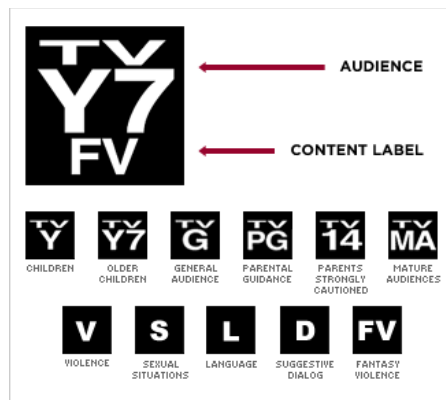 TV
Y7
FV
AUDIENCE
CONTENT LABEL
TV
Y
TV
Y7
TV
G
TV
PG
TV
14
TV
MA
CHILDREN
OLDER
CHILDREN
GENERAL
AUDIENCE
PARENTAL
GUIDANCE
PARENTS
STRONGLY
CAUTIONED
MATURE
AUDIENCES
V
S
L
D
FV
VIOLENCE
SEXUAL
SITUATIONS
LANGUAGE
SUGGESTIVE
DIALOG
FANTASY
VIOLENCE